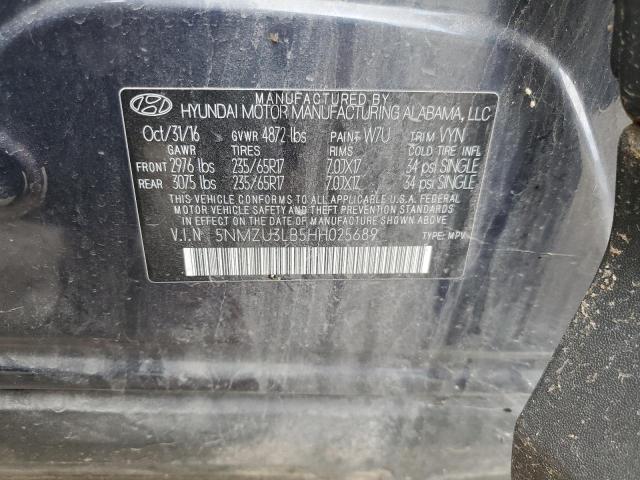 MANUFACTURED BY
HYUNDAI MOTOR MANUFACTURING ALABAMA, LLC
Oct/31/16 GVWR 4872 lbs PAINT W7U TRIM VYN
GAWR TIRES RIMS COLD TIRE INFL
FRONT 2976 lbs 235/65R17 7.0JX17 34 psi SINGLE
REAR 3075 lbs 235/65R17 7.0JX17 34 psi SINGLE
THIS VEHICLE CONFORMS TO ALL APPLICABLE U.S.A. FEDERAL
MOTOR VEHICLE SAFETY AND THEFT PREVENTION STANDARDS
IN EFFECT ON THE DATE OF MANUFACTURE SHOWN ABOVE
V.I.N 5NMZU3LB5HH025689 TYPE: MPV